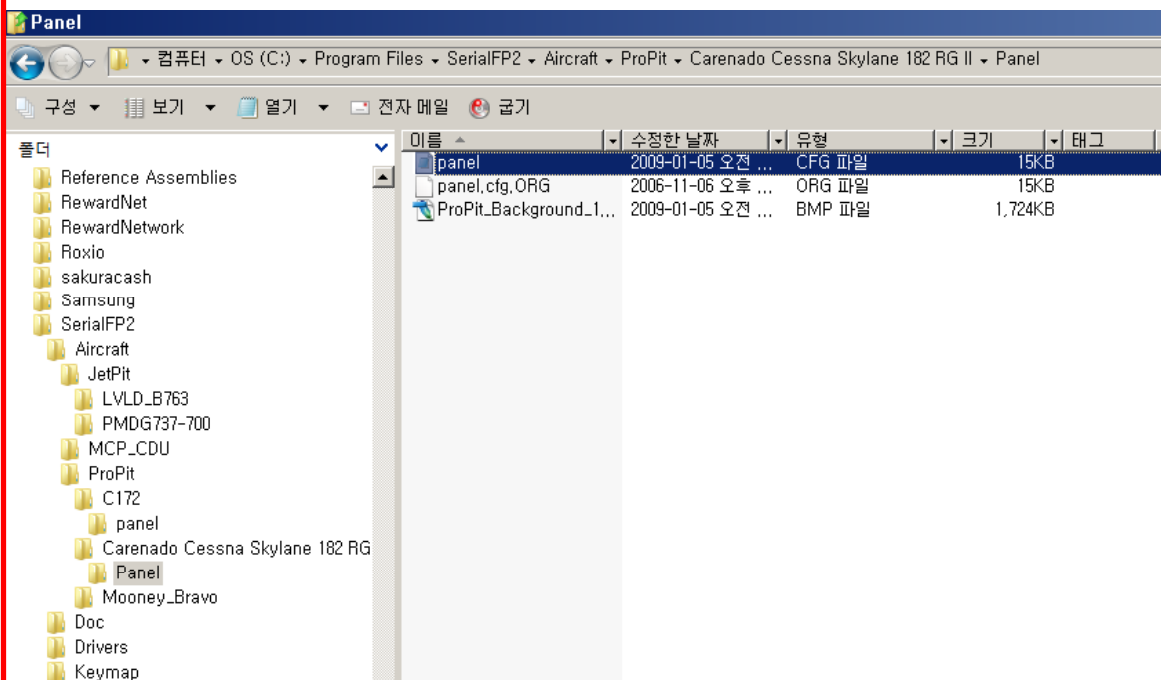 Panel
컴퓨터 OS (C:) Program Files SerialFP2 Aircraft ProPit Carenado Cessna Skylane 182 RG II Panel
구성 보기 열기 전자 메일 굽기
폴더
Reference Assemblies
RewardNet
RewardNetwork
Roxio
sakuracash
Samsung
SerialFP2
Aircraft
JetPit
LVLD_B763
PMDG737-700
MCP_CDU
ProPit
C172
panel
Carenado Cessna Skylane 182 RG
Panel
Mooney_Bravo
Doc
Drivers
Keymap
이름 수정한 날짜 유형 크기 태그
panel 2009-01-05 오전 ... CFG 파일 15KB
panel.cfg.ORG 2006-11-06 오후 ... ORG 파일 15KB
ProPit_Background_1... 2009-01-05 오전 ... BMP 파일 1,724KB